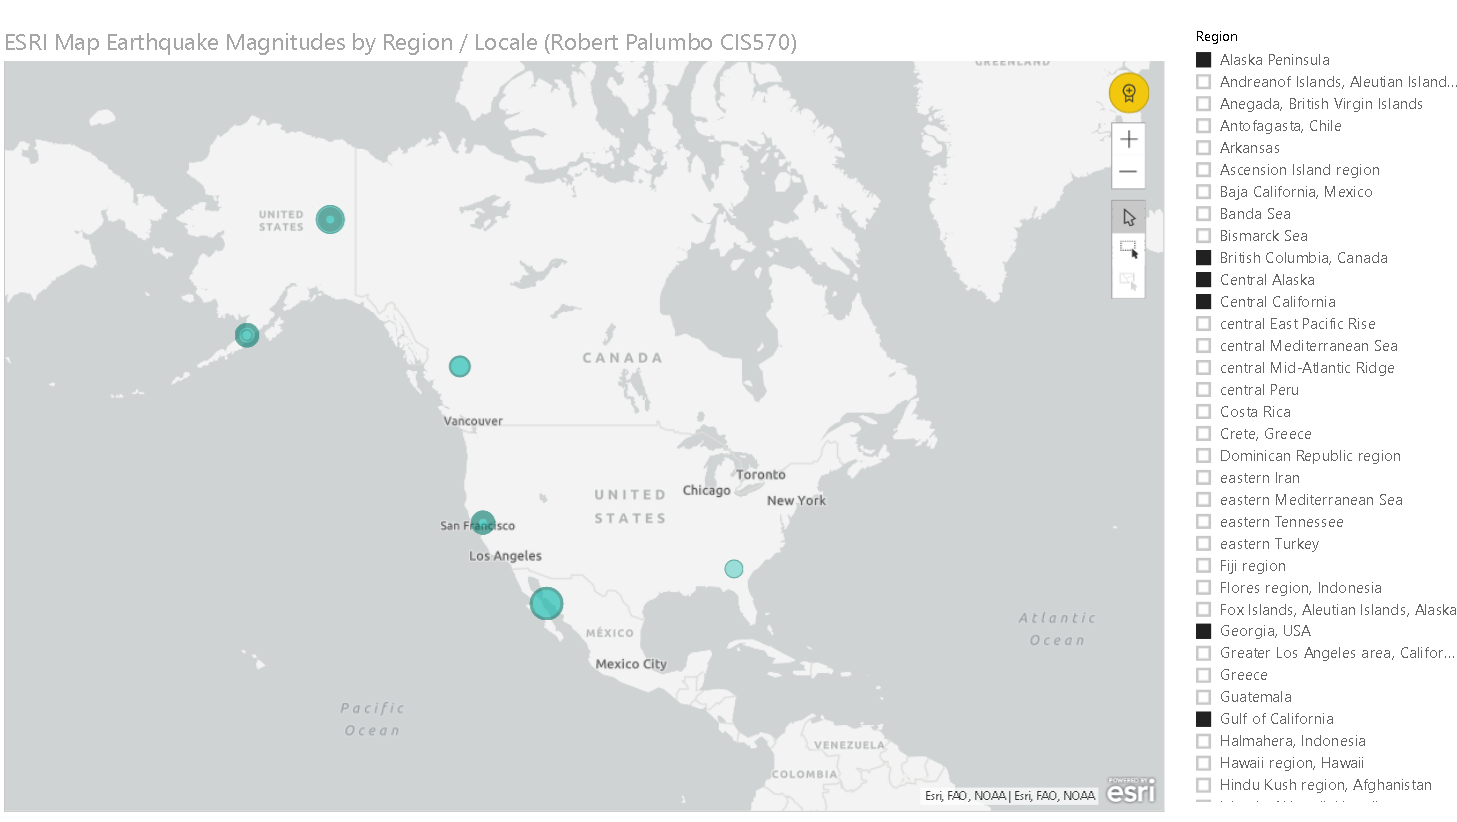 ESRI Map Earthquake Magnitudes by Region / Locale (Robert Palumbo CIS570)
GREENLAND
UNITED
STATES
CANADA
Vancouver
Toronto
Chicago
New York
UNITED
STATES
San Francisco
Los Angeles
Atlantic
Ocean
MÉXICO
Mexico City
Pacific
Ocean
VENEZUELA
COLOMBIA
POWERED BY
esri
Esri, FAO, NOAA | Esri, FAO, NOAA
Region
Alaska Peninsula
Andreanof Islands, Aleutian Island...
Anegada, British Virgin Islands
Antofagasta, Chile
Arkansas
Ascension Island region
Baja California, Mexico
Banda Sea
Bismarck Sea
British Columbia, Canada
Central Alaska
Central California
central East Pacific Rise
central Mediterranean Sea
central Mid-Atlantic Ridge
central Peru
Costa Rica
Crete, Greece
Dominican Republic region
eastern Iran
eastern Mediterranean Sea
eastern Tennessee
eastern Turkey
Fiji region
Flores region, Indonesia
Fox Islands, Aleutian Islands, Alaska
Georgia, USA
Greater Los Angeles area, Califor...
Greece
Guatemala
Gulf of California
Halmahera, Indonesia
Hawaii region, Hawaii
Hindu Kush region, Afghanistan